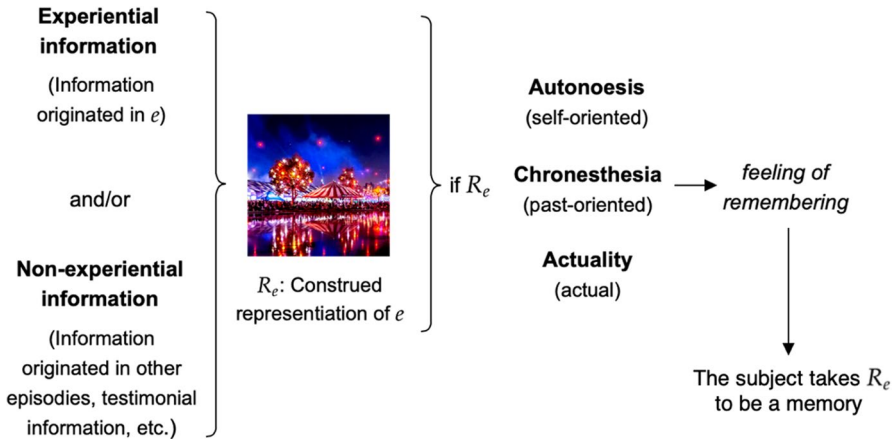 Experiential
information
(Information
originated in e)
and/or
Non-experiential
information
(Information
originated in other
episodies, testimonial
information, etc.)
Re: Construed
representiation of e
if Re
Autonoesis
(self-oriented)
Chronesthesia
(past-oriented)
Actuality
(actual)
feeling of
remembering
The subject takes Re
to be a memory